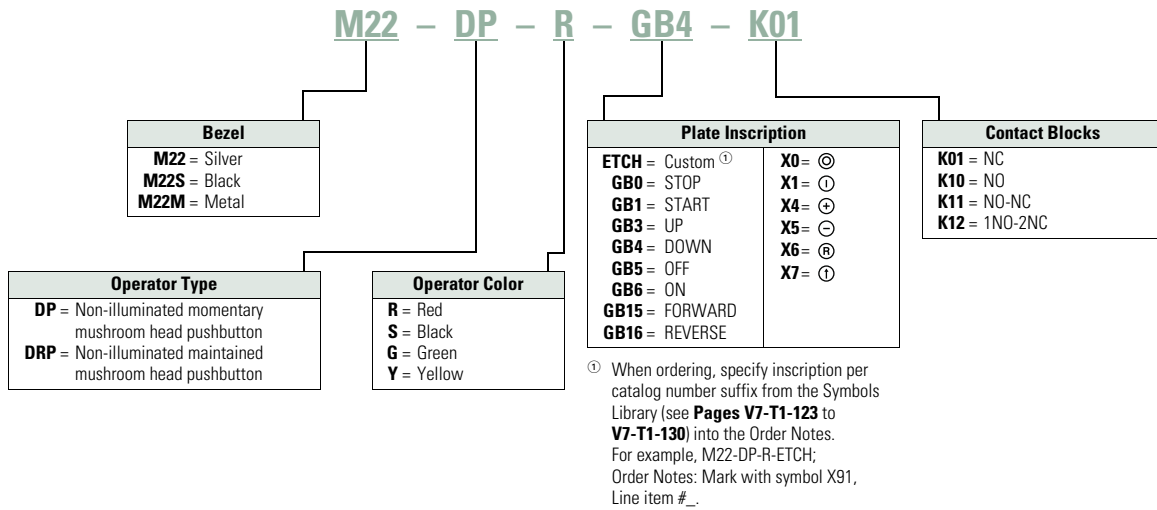 M22 – DP – R – GB4 – K01
Bezel
M22 = Silver
M22S = Black
M22M = Metal
Operator Type
DP = Non-illuminated momentary
mushroom head pushbutton
DRP = Non-illuminated maintained
mushroom head pushbutton
Operator Color
R = Red
S = Black
G = Green
Y = Yellow
Plate Inscription
ETCH = Custom ①
GB0 = STOP
GB1 = START
GB3 = UP
GB4 = DOWN
GB5 = OFF
GB6 = ON
GB15 = FORWARD
GB16 = REVERSE
X0 = ◎
X1 = Ⓘ
X4 = ⊕
X5 = ⊖
X6 = Ⓡ
X7 = ⍐
Contact Blocks
K01 = NC
K10 = NO
K11 = NO-NC
K12 = 1NO-2NC
① When ordering, specify inscription per
catalog number suffix from the Symbols
Library (see Pages V7-T1-123 to
V7-T1-130) into the Order Notes.
For example, M22-DP-R-ETCH;
Order Notes: Mark with symbol X91,
Line item #_.